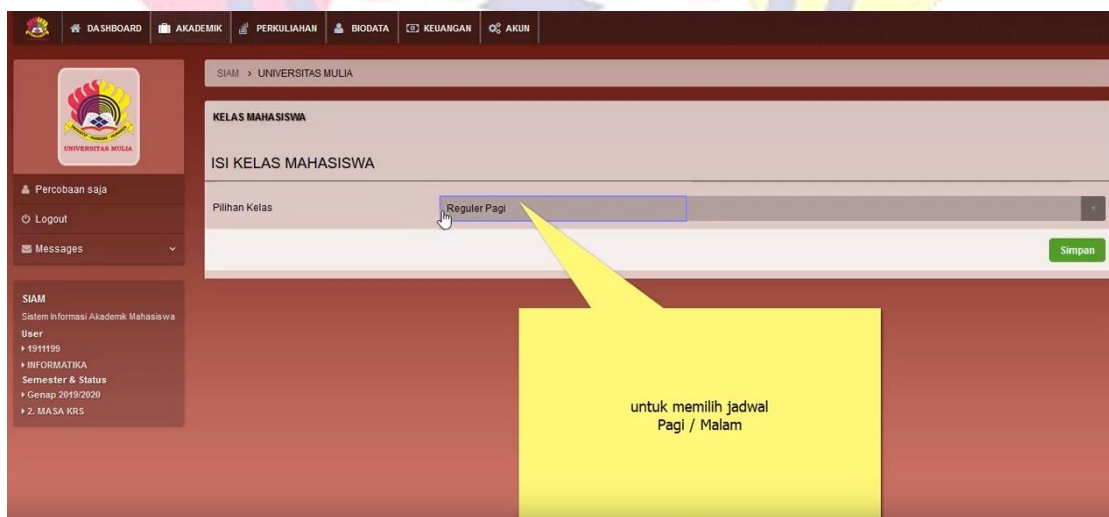 DASHBOARD
AKADEMIK
PERKULIAHAN
BIODATA
KEUANGAN
AKUN
UNIVERSITAS MULIA
Percobaan saja
Logout
Messages
SIAM
Sistem Informasi Akademik Mahasiswa
User
1911199
INFORMATIKA
Semester & Status
Genap 2019/2020
2. MASA KRS
SIAM > UNIVERSITAS MULIA
KELAS MAHASISWA
ISI KELAS MAHASISWA
Pilihan Kelas
Reguler Pagi
Simpan
untuk memilih jadwal
Pagi / Malam